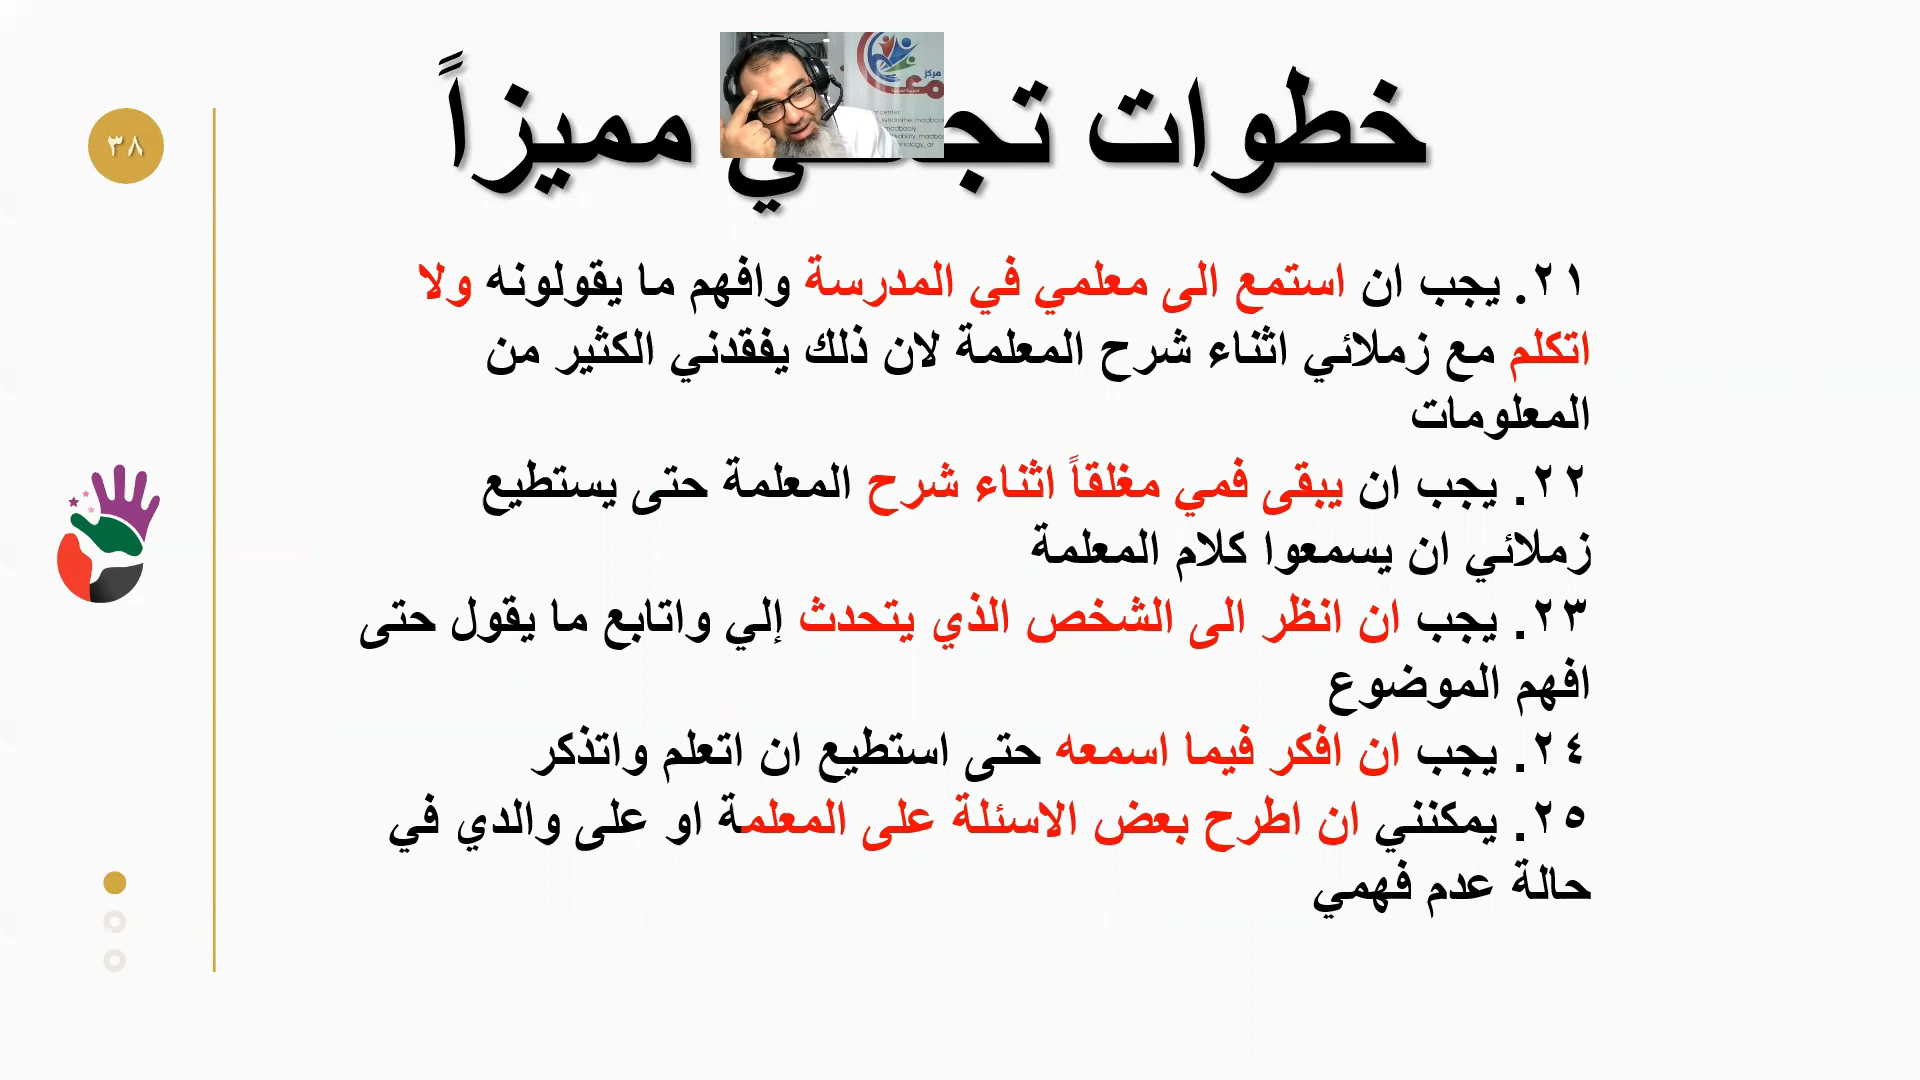 خطوات مميزاً
٣٨
٢١. يجب ان استمع الى معلمي في المدرسة وافهم ما يقولونه ولا
اتكلم مع زملائي اثناء شرح المعلمة لان ذلك يفقدني الكثير من
المعلومات
٢٢. يجب ان يبقى فمي مغلقاً اثناء شرح المعلمة حتى يستطيع
زملائي ان يسمعوا كلام المعلمة
٢٣. يجب ان انظر الى الشخص الذي يتحدث إلي واتابع ما يقول حتى
افهم الموضوع
٢٤. يجب ان افكر فيما اسمعه حتى استطيع ان اتعلم واتذكر
٢٥. يمكنني ان اطرح بعض الاسئلة على المعلمة او على والدي في
حالة عدم فهمي
مركز